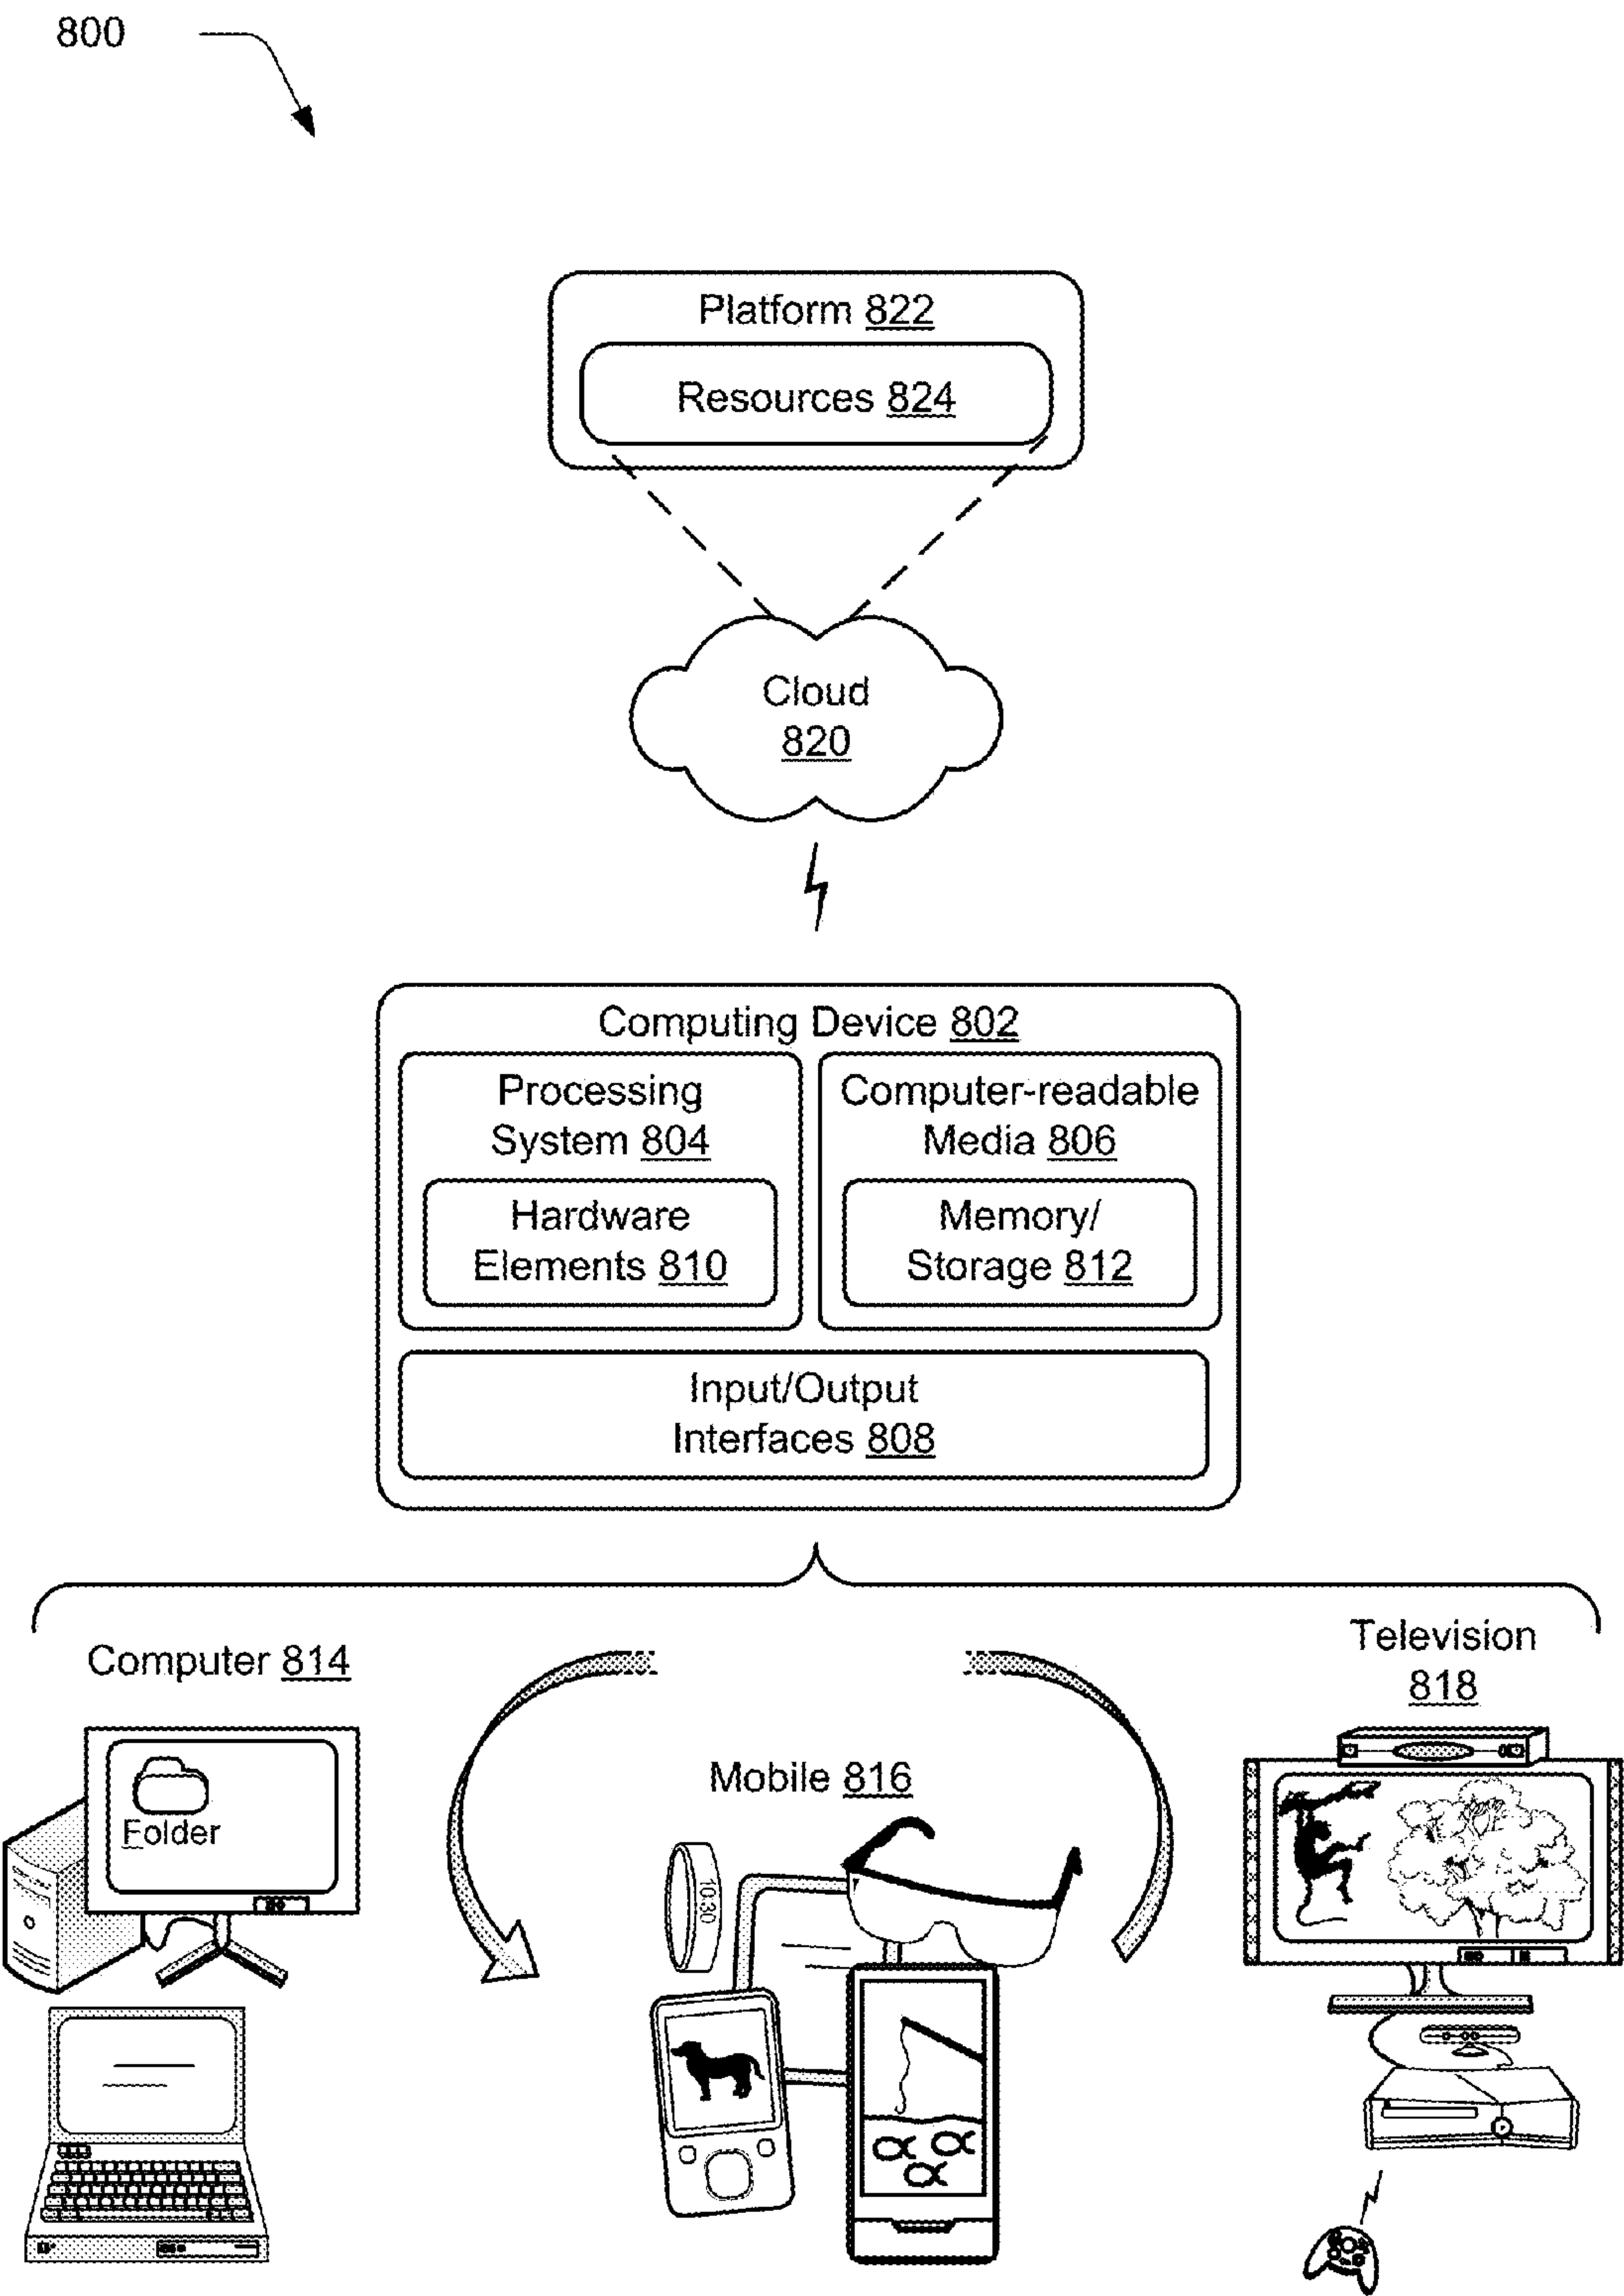 800
Platform 822
Resources 824
Cloud
820
Computing Device 802
Processing
System 804
Hardware
Elements 810
Computer-readable
Media 806
Memory/
Storage 812
Input/Output
Interfaces 808
Computer 814
Folder
Mobile 816
10:30
Television
818